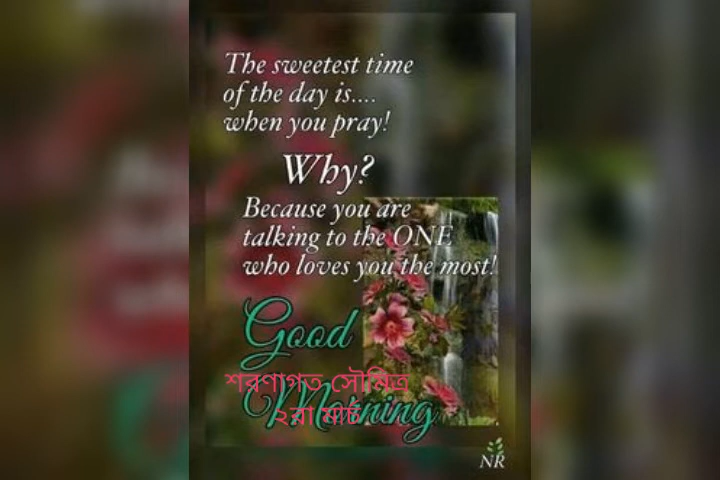 The sweetest time
of the day is....
when you pray!
Why?
Because you are
talking to the ONE
who loves you the most!
Good
শরণাগত সৌমিত্র
Morning
২রা মার্চ
NR